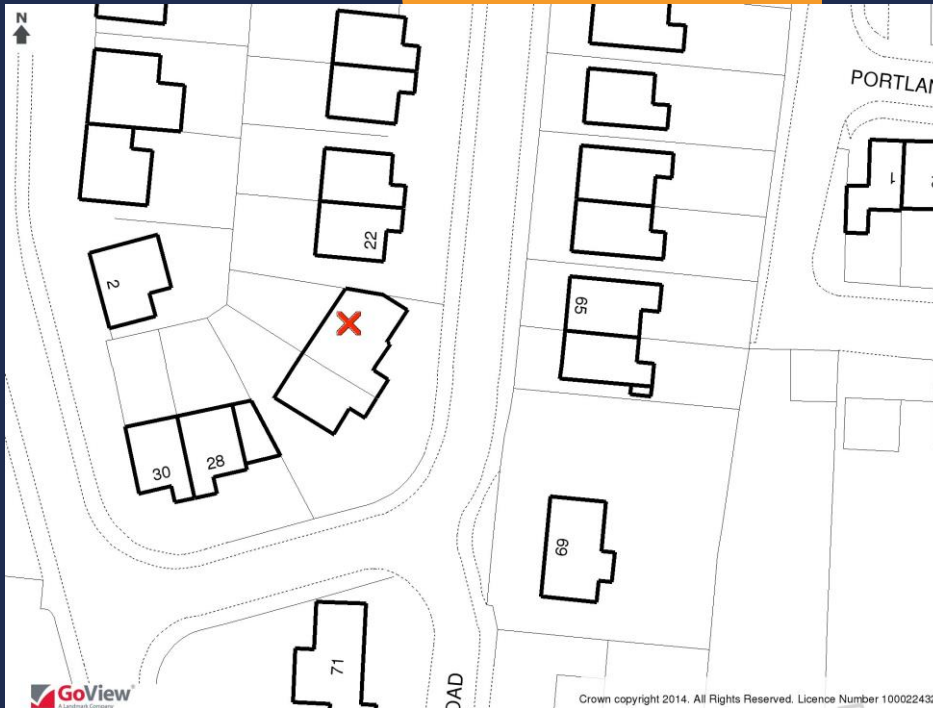 N
PORTLAN
1
22
2
65
30
28
69
71
OAD
GoView
A Landmark Company
Crown copyright 2014. All Rights Reserved. Licence Number 10002243